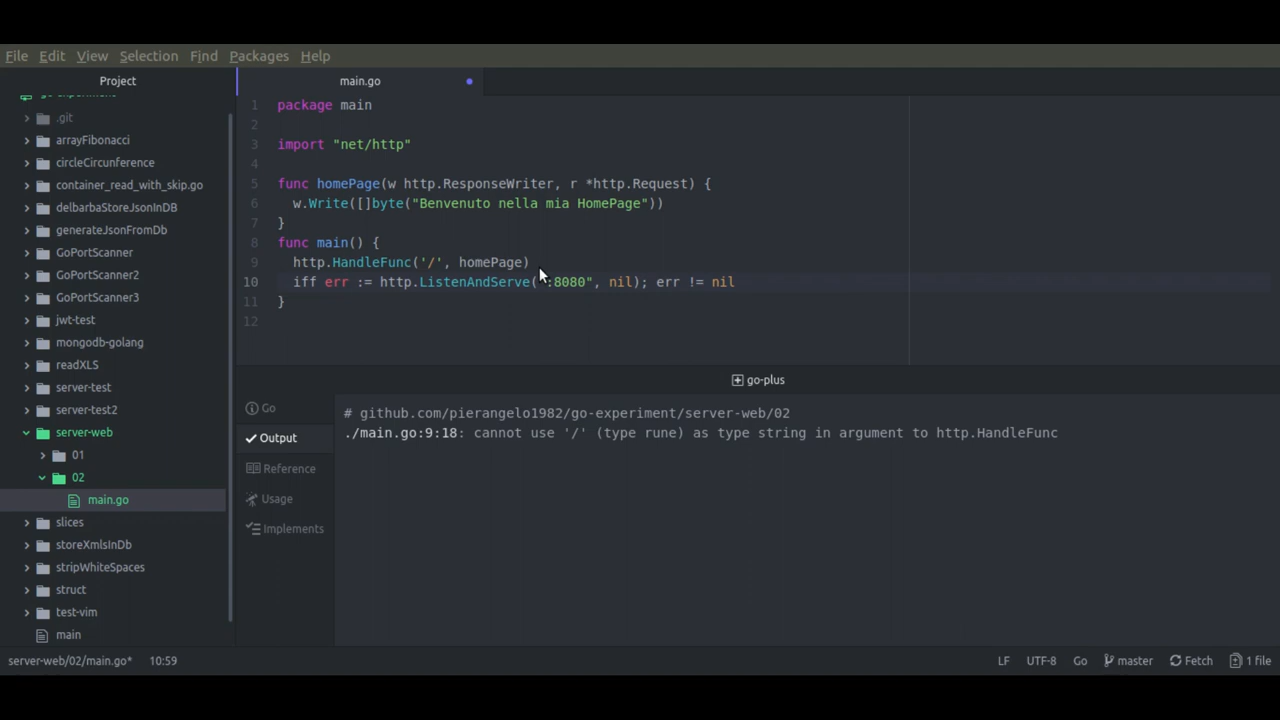 File Edit View Selection Find Packages Help
Project
main.go
.git
arrayFibonacci
circleCircunference
container_read_with_skip.go
delbarbaStoreJsonInDB
generateJsonFromDb
GoPortScanner
GoPortScanner2
GoPortScanner3
jwt-test
mongodb-golang
readXLS
server-test
server-test2
server-web
01
02
main.go
slices
storeXmlsInDb
stripWhiteSpaces
struct
test-vim
main
1 package main
2
3 import "net/http"
4
5 func homePage(w http.ResponseWriter, r *http.Request) {
6 w.Write([]byte("Benvenuto nella mia HomePage"))
7 }
8 func main() {
9 http.HandleFunc('/', homePage)
10 iff err := http.ListenAndServe(":8080", nil); err != nil
11 }
12
go-plus
Go
Output
Reference
Usage
Implements
# github.com/pierangelo1982/go-experiment/server-web/02
./main.go:9:18: cannot use '/' (type rune) as type string in argument to http.HandleFunc
server-web/02/main.go* 10:59 LF UTF-8 Go master Fetch 1 file